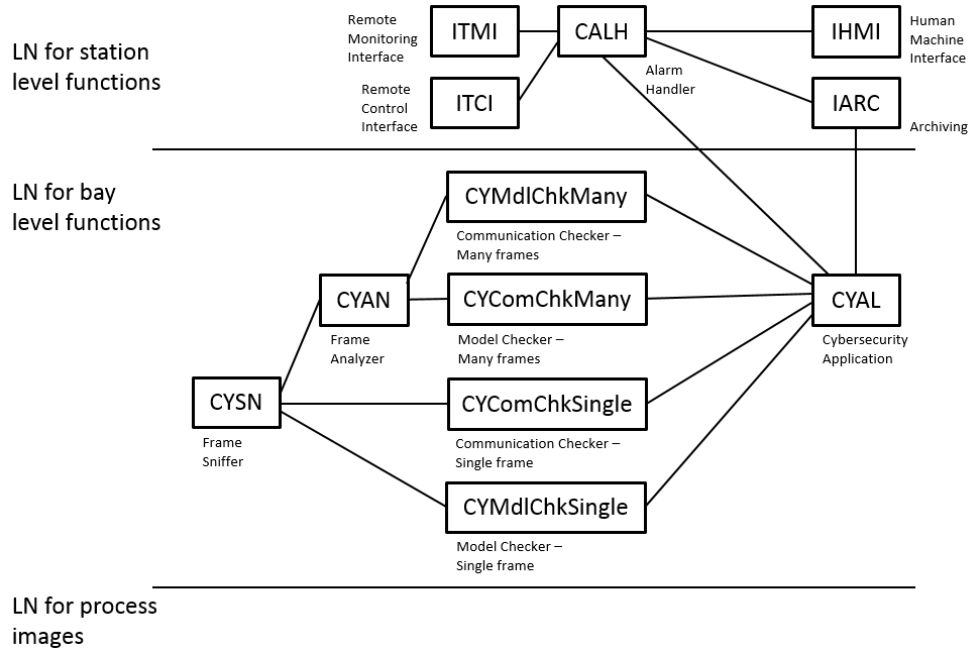 LN for station
level functions
Remote
Monitoring
Interface
ITMI
CALH
IHMI
Human
Machine
Interface
Remote
Control
Interface
ITCI
Alarm
Handler
IARC
Archiving
LN for bay
level functions
CYMdlChkMany
Communication Checker –
Many frames
CYAN
Frame
Analyzer
CYComChkMany
Model Checker –
Many frames
CYAL
Cybersecurity
Application
CYSN
Frame
Sniffer
CYComChkSingle
Communication Checker –
Single frame
CYMdlChkSingle
Model Checker –
Single frame
LN for process
images